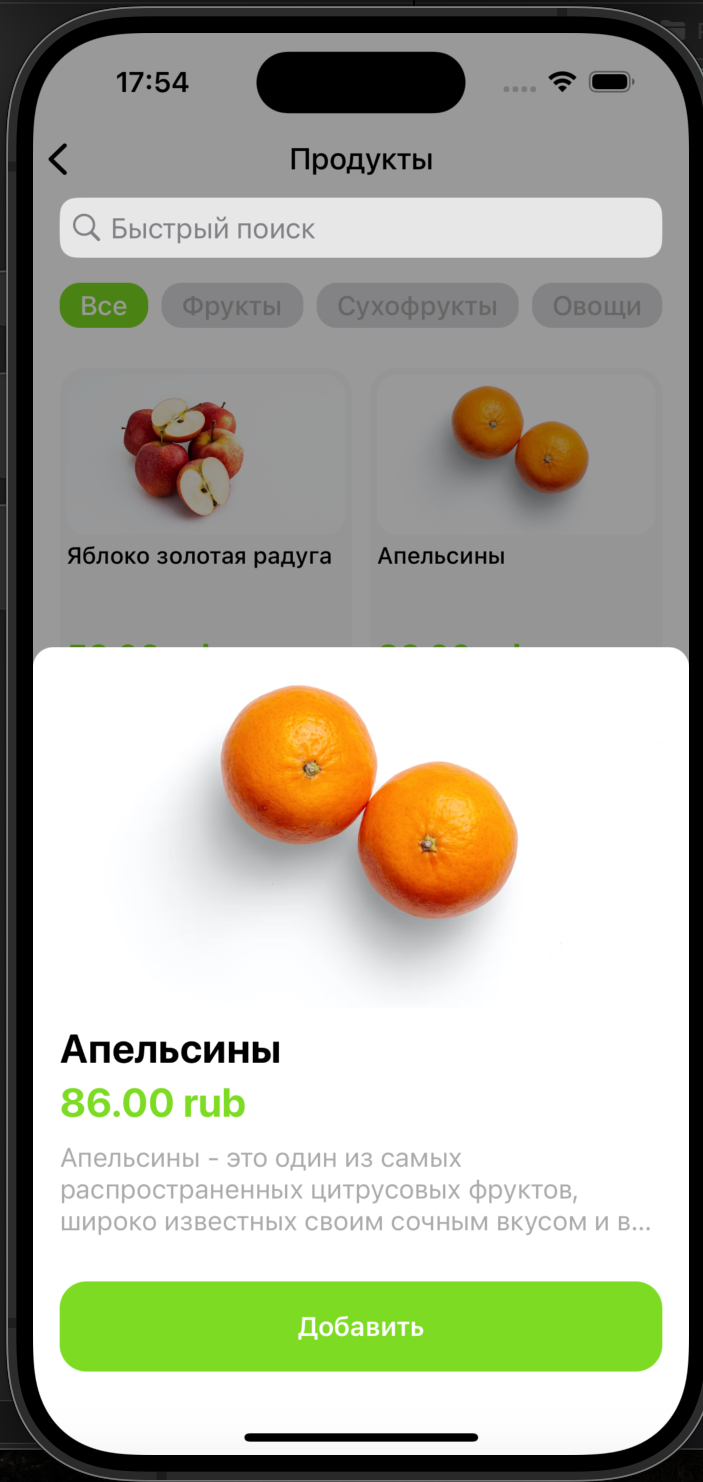 17:54
Продукты
Быстрый поиск
Все Фрукты Сухофрукты Овощи
Яблоко золотая радуга Апельсины
Апельсины
86.00 rub
Апельсины - это один из самых
распространенных цитрусовых фруктов,
широко известных своим сочным вкусом и в...
Добавить